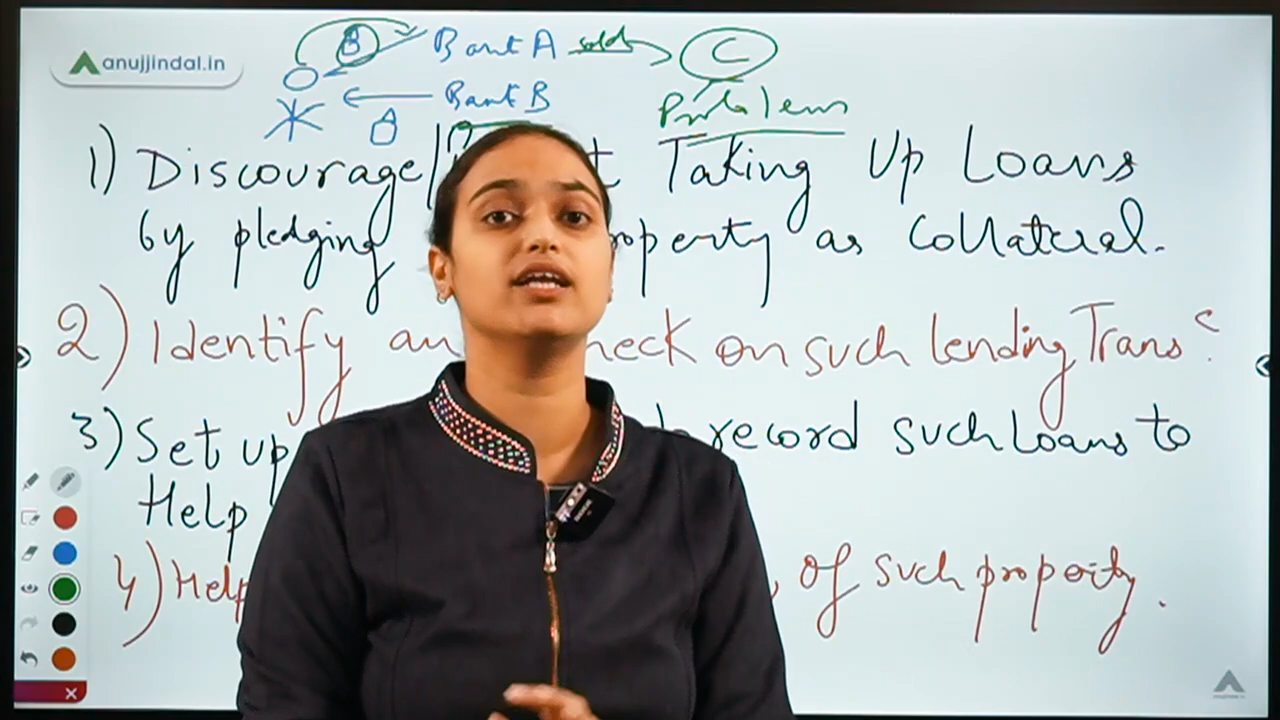 anujjindal.in
B Bank A sold C
Bank B Problem
1) Discourage/ Taking Up Loans
by pledging property as Collateral.
2) Identify an check on such lending Trans?
3) Set up record such Loans to
Help
4) Help of such property.